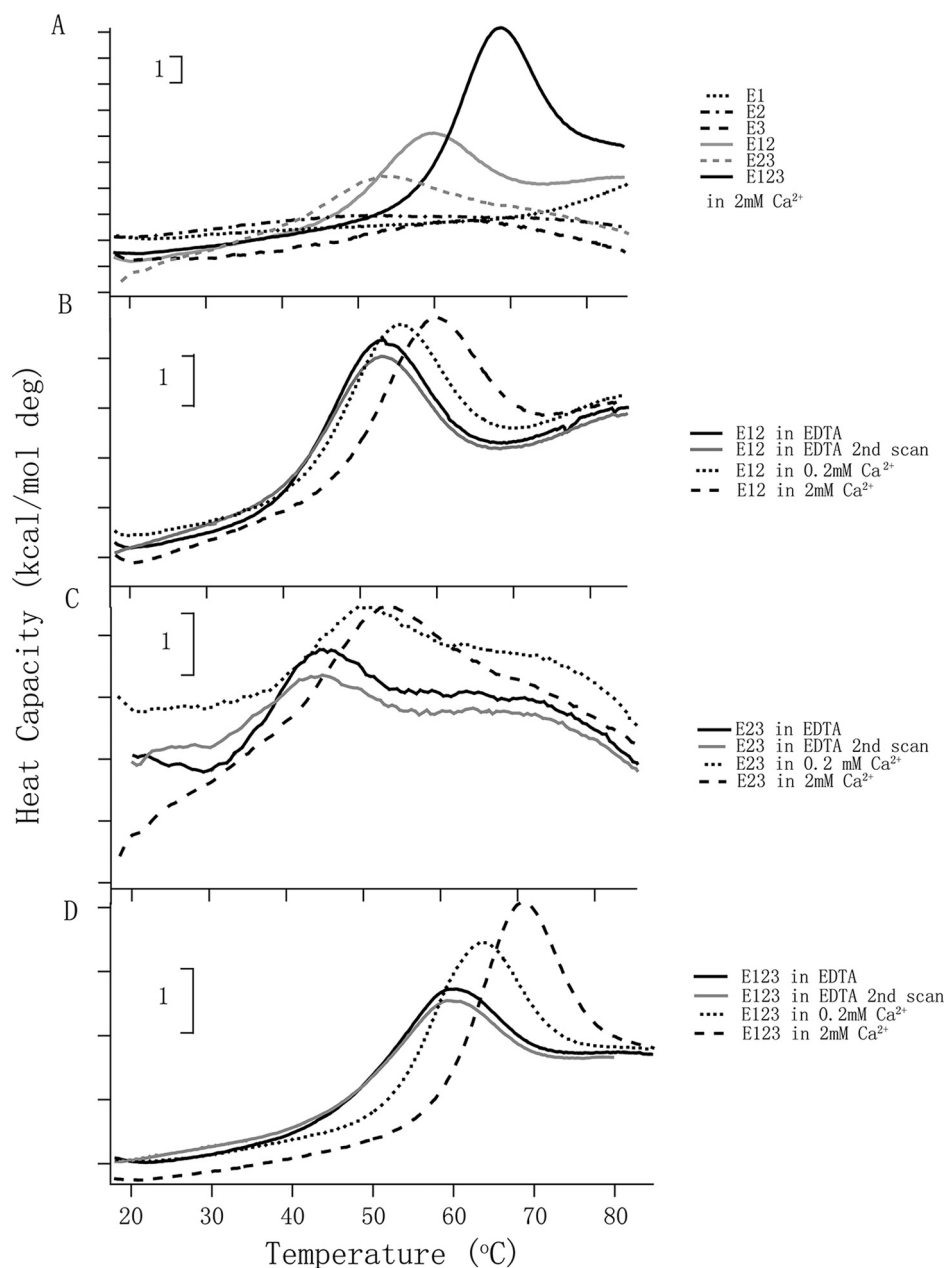 A
1
E1
E2
E3
E12
E23
E123
in 2mM Ca²⁺
B
1
E12 in EDTA
E12 in EDTA 2nd scan
E12 in 0.2mM Ca²⁺
E12 in 2mM Ca²⁺
C
1
E23 in EDTA
E23 in EDTA 2nd scan
E23 in 0.2 mM Ca²⁺
E23 in 2mM Ca²⁺
D
1
E123 in EDTA
E123 in EDTA 2nd scan
E123 in 0.2mM Ca²⁺
E123 in 2mM Ca²⁺
Heat Capacity (kcal/mol deg)
20 30 40 50 60 70 80
Temperature (°C)